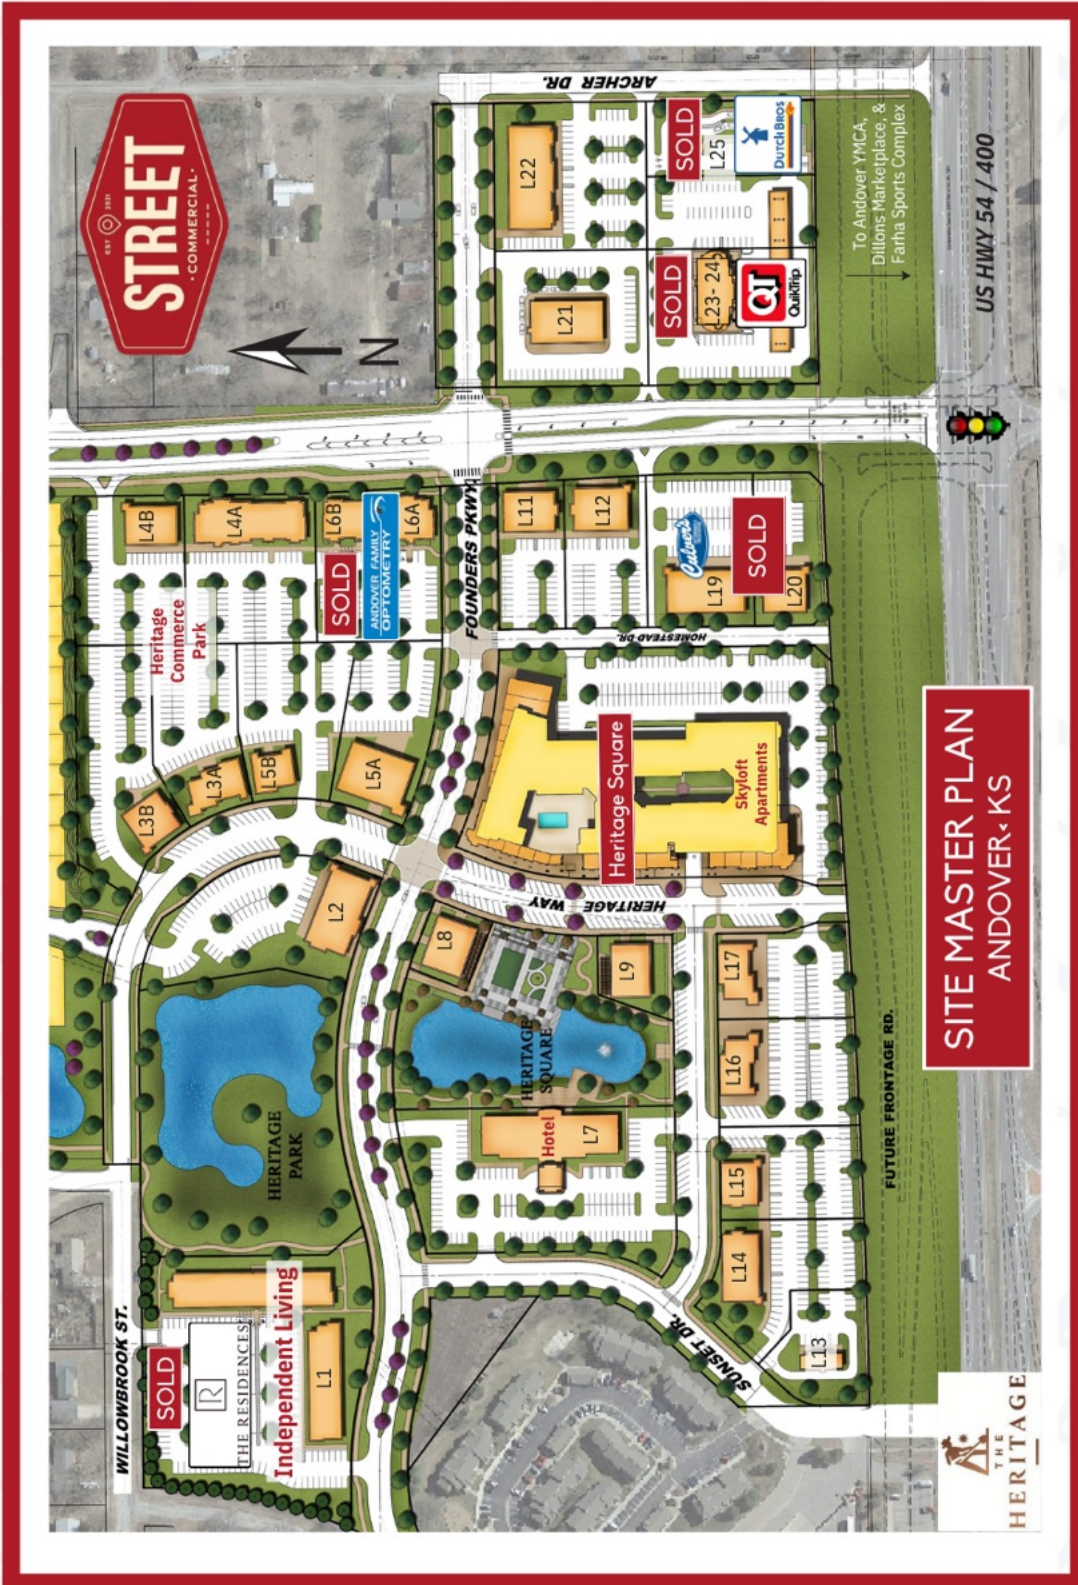 WILLOWBROOK ST.
SOLD
R
THE RESIDENCES
Independent Living
L1
HERITAGE
PARK
L2
L3B
L3A
L5B
L5A
Heritage
Commerce
Park
L4B
L4A
L6B
L6A
SOLD
ANDOVER FAMILY
OPTOMETRY
EST 2021
STREET
• COMMERCIAL •
N
FOUNDERS PKWY
ARCHER DR.
L22
L21
SOLD
L25
DUTCH BROS
SOLD
L23- 24
QT
QuikTrip
L11
L12
Culver's
L19
SOLD
L20
HOMESTEAD DR.
Heritage Square
Skyloft
Apartments
HERITAGE WAY
L8
L9
HERITAGE
SQUARE
Hotel
L7
L17
L16
L15
L14
L13
SUNSET DR.
FUTURE FRONTAGE RD.
To Andover YMCA,
Dillons Marketplace, &
Farha Sports Complex
US HWY 54 / 400
SITE MASTER PLAN
ANDOVER, KS
THE
HERITAGE